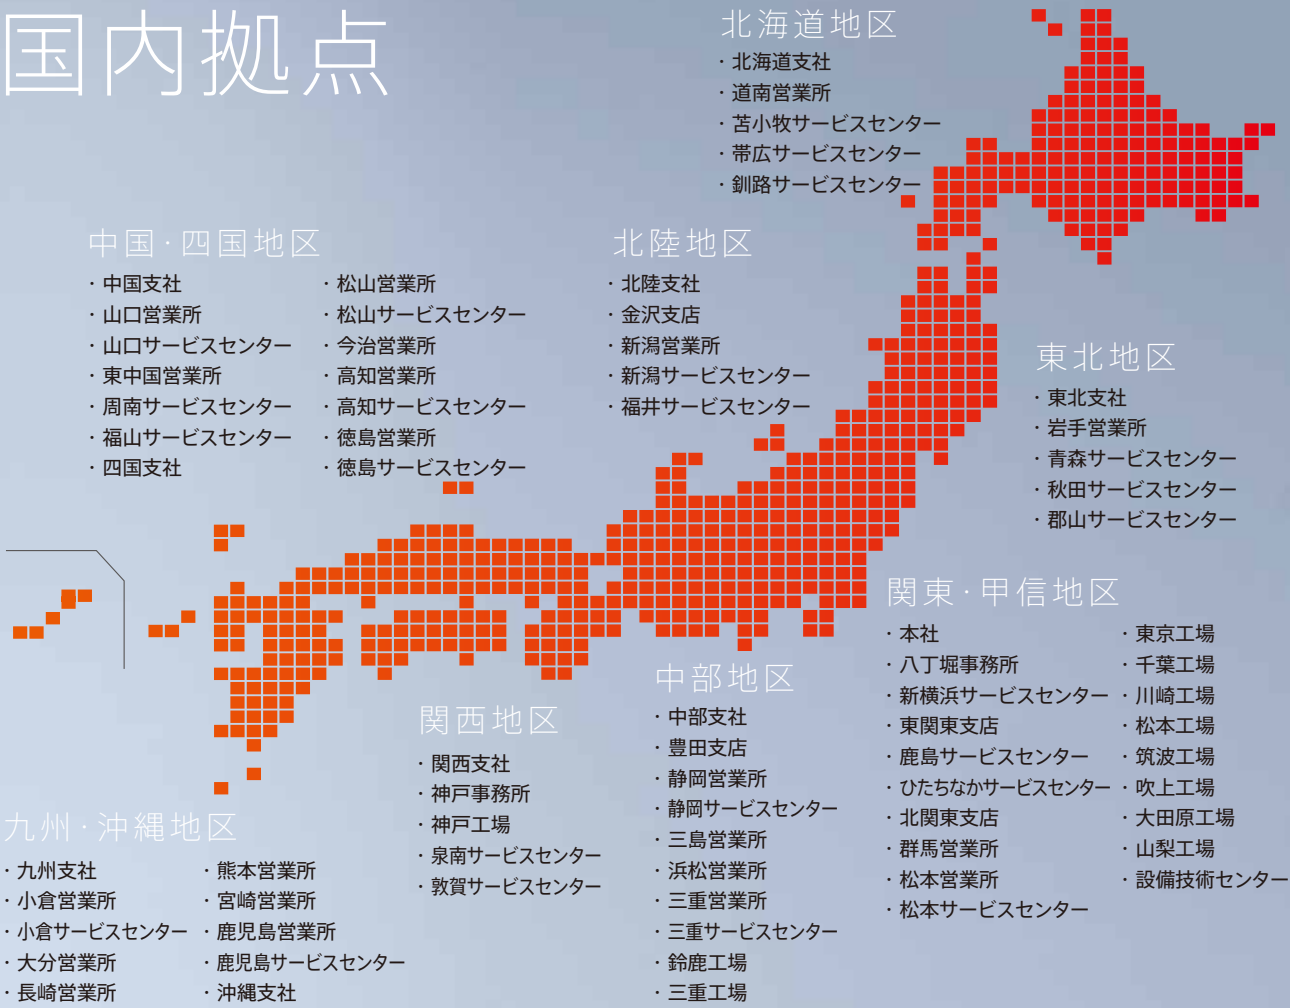 国内拠点
北海道地区
・北海道支社
・道南営業所
・苫小牧サービスセンター
・帯広サービスセンター
・釧路サービスセンター
中国・四国地区
・中国支社
・山口営業所
・山口サービスセンター
・東中国営業所
・周南サービスセンター
・福山サービスセンター
・四国支社
・松山営業所
・松山サービスセンター
・今治営業所
・高知営業所
・高知サービスセンター
・徳島営業所
・徳島サービスセンター
北陸地区
・北陸支社
・金沢支店
・新潟営業所
・新潟サービスセンター
・福井サービスセンター
東北地区
・東北支社
・岩手営業所
・青森サービスセンター
・秋田サービスセンター
・郡山サービスセンター
関東・甲信地区
・本社
・八丁堀事務所
・新横浜サービスセンター
・東関東支店
・鹿島サービスセンター
・ひたちなかサービスセンター
・北関東支店
・群馬営業所
・松本営業所
・松本サービスセンター
・東京工場
・千葉工場
・川崎工場
・松本工場
・筑波工場
・吹上工場
・大田原工場
・山梨工場
・設備技術センター
中部地区
・中部支社
・豊田支店
・静岡営業所
・静岡サービスセンター
・三島営業所
・浜松営業所
・三重営業所
・三重サービスセンター
・鈴鹿工場
・三重工場
関西地区
・関西支社
・神戸事務所
・神戸工場
・泉南サービスセンター
・敦賀サービスセンター
九州・沖縄地区
・九州支社
・小倉営業所
・小倉サービスセンター
・大分営業所
・長崎営業所
・熊本営業所
・宮崎営業所
・鹿児島営業所
・鹿児島サービスセンター
・沖縄支社